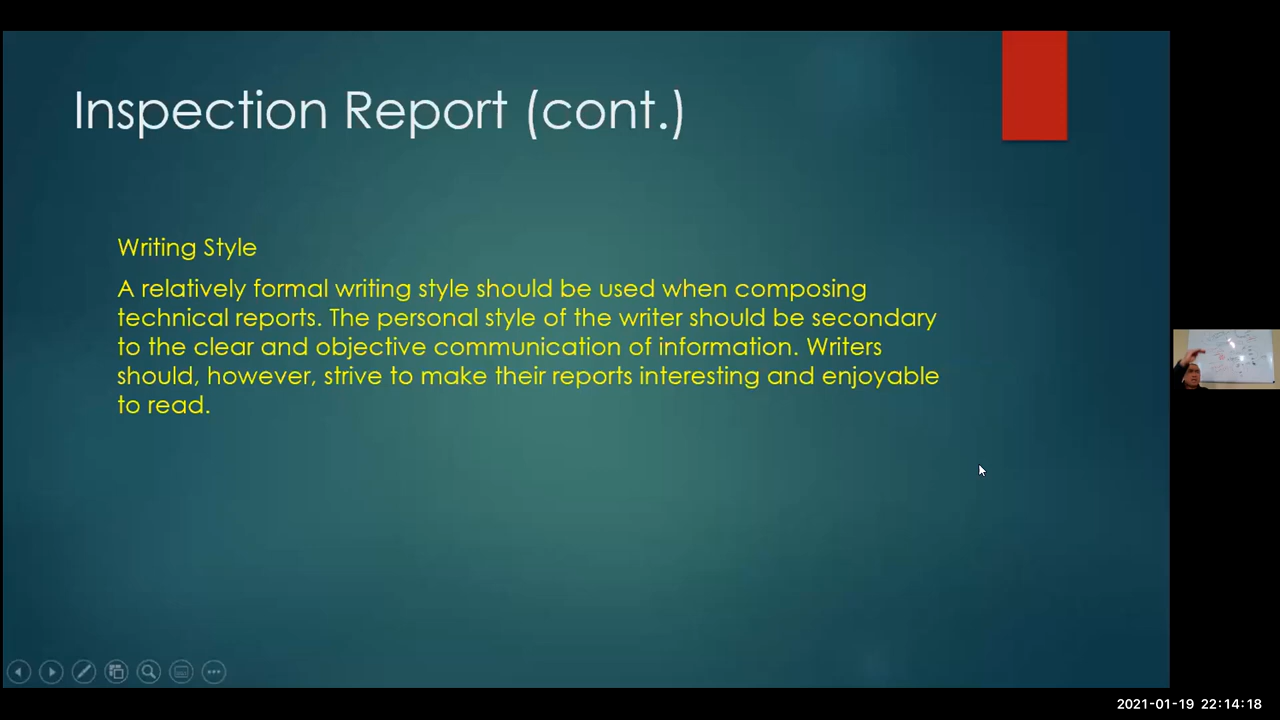 Inspection Report (cont.)
Writing Style
A relatively formal writing style should be used when composing
technical reports. The personal style of the writer should be secondary
to the clear and objective communication of information. Writers
should, however, strive to make their reports interesting and enjoyable
to read.
2021-01-19 22:14:18